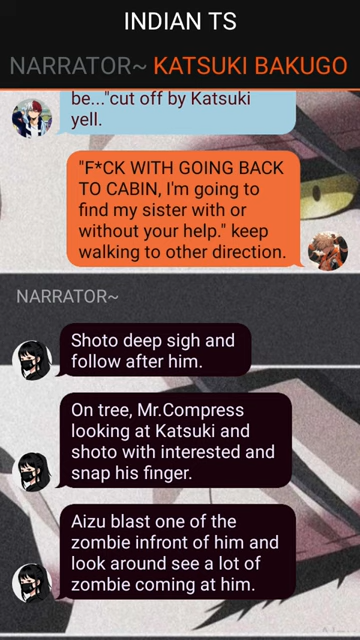 INDIAN TS
NARRATOR~ KATSUKI BAKUGO
be..."cut off by Katsuki
yell.
"F*CK WITH GOING BACK
TO CABIN, I'm going to
find my sister with or
without your help." keep
walking to other direction.
NARRATOR~
Shoto deep sigh and
follow after him.
On tree, Mr.Compress
looking at Katsuki and
shoto with interested and
snap his finger.
Aizu blast one of the
zombie infront of him and
look around see a lot of
zombie coming at him.